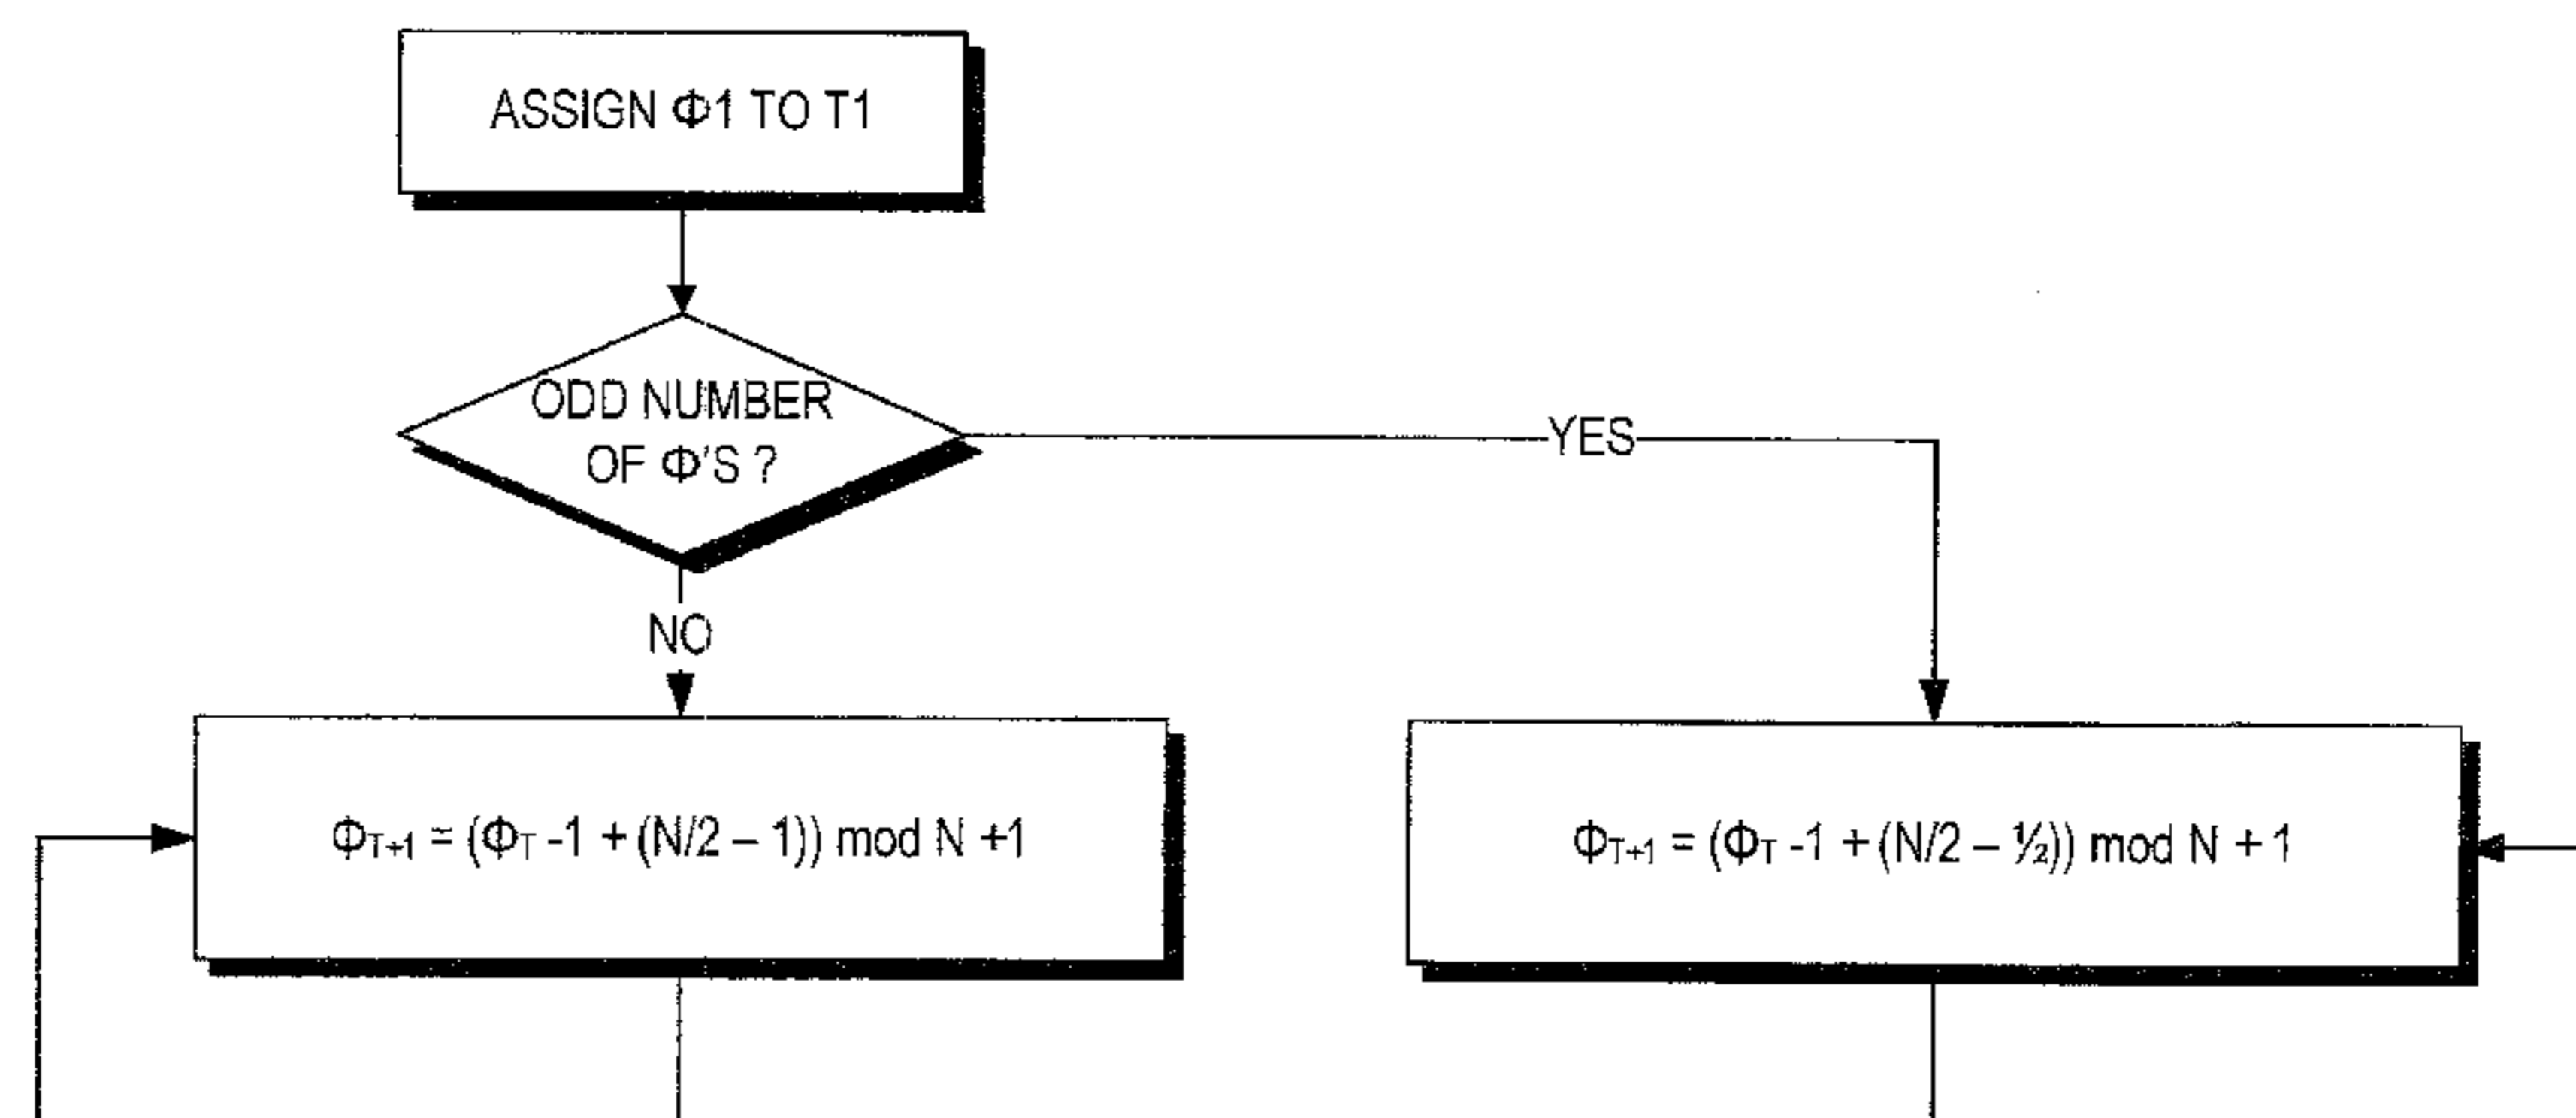 ASSIGN Φ1 TO T1
ODD NUMBER
OF Φ'S ?
YES
NO
ΦT+1 = (ΦT -1 + (N/2 – 1)) mod N +1
ΦT+1 = (ΦT -1 + (N/2 – ½)) mod N + 1